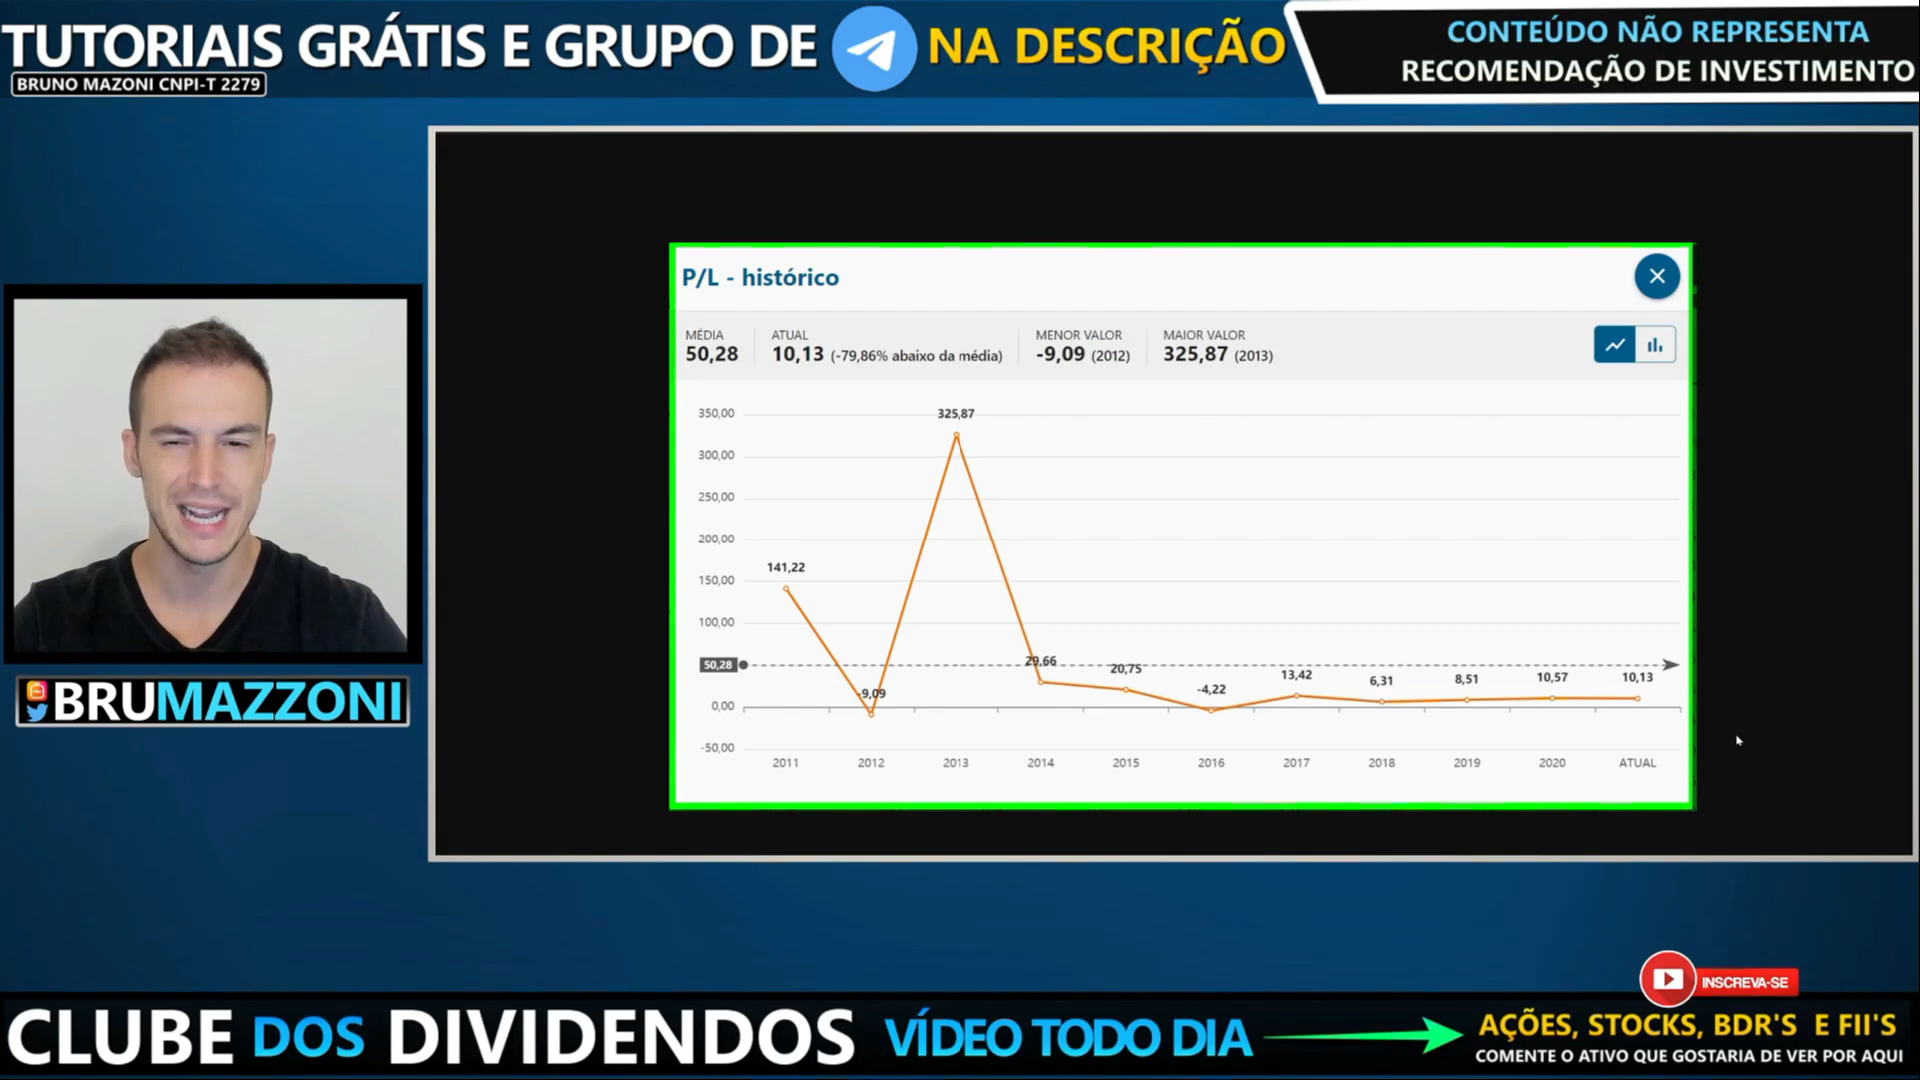 TUTORIAIS GRÁTIS E GRUPO DE NA DESCRIÇÃO
BRUNO MAZONI CNPI-T 2279
CONTEÚDO NÃO REPRESENTA
RECOMENDAÇÃO DE INVESTIMENTO
P/L - histórico
MÉDIA
50,28
ATUAL
10,13 (-79,86% abaixo da média)
MENOR VALOR
-9,09 (2012)
MAIOR VALOR
325,87 (2013)
350,00
300,00
250,00
200,00
150,00
100,00
50,28
0,00
-50,00
141,22
-9,09
325,87
29,66
20,75
-4,22
13,42
6,31
8,51
10,57
10,13
2011
2012
2013
2014
2015
2016
2017
2018
2019
2020
ATUAL
BRUMAZZONI
INSCREVA-SE
CLUBE DOS DIVIDENDOS
VÍDEO TODO DIA
AÇÕES, STOCKS, BDR'S E FII'S
COMENTE O ATIVO QUE GOSTARIA DE VER POR AQUI